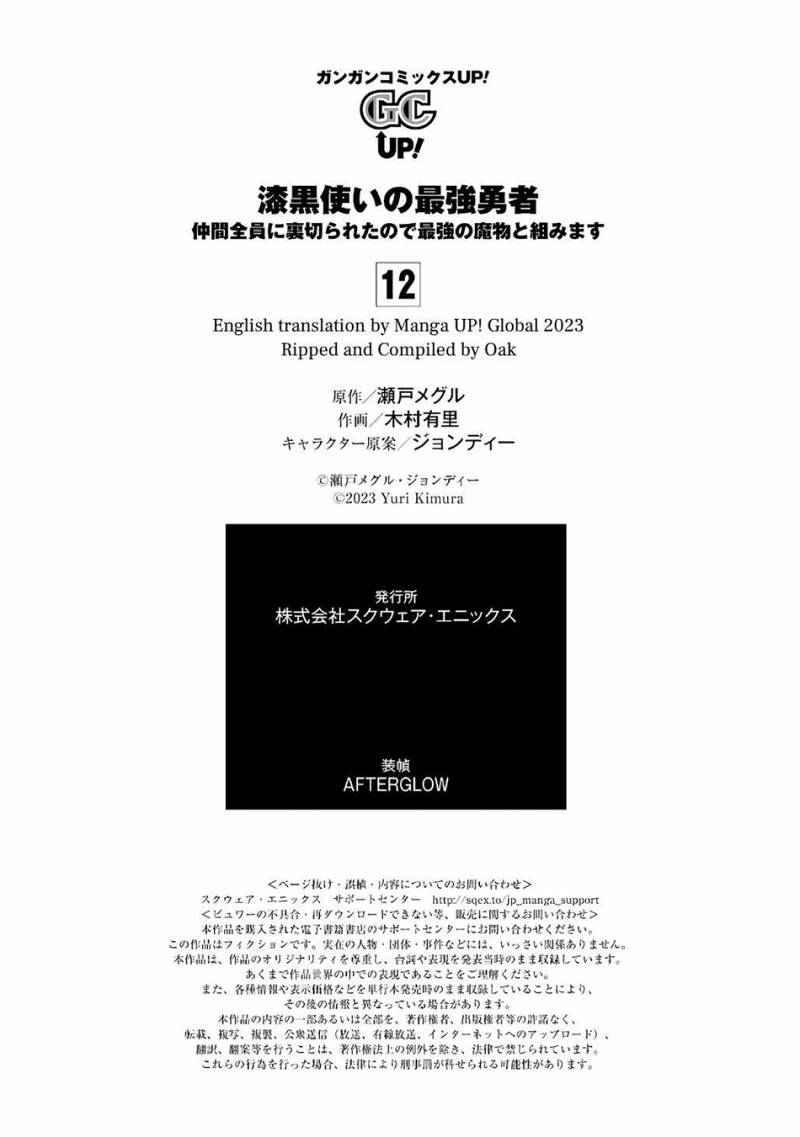 ガンガンコミックスUP!
GC
UP!
漆黒使いの最強勇者
仲間全員に裏切られたので最強の魔物と組みます
12
English translation by Manga UP! Global 2023
Ripped and Compiled by Oak
原作／瀬戸メグル
作画／木村有里
キャラクター原案／ジョンディー
©瀬戸メグル・ジョンディー
©2023 Yuri Kimura
発行所
株式会社スクウェア・エニックス
装幀
AFTERGLOW
＜ページ抜け・誤植・内容についてのお問い合わせ＞
スクウェア・エニックス　サポートセンター　http://sqex.to/jp_manga_support
＜ビュワーの不具合・再ダウンロードできない等、販売に関するお問い合わせ＞
本作品を購入された電子書籍書店のサポートセンターにお問い合わせください。
この作品はフィクションです。実在の人物・団体・事件などには、いっさい関係ありません。
本作品は、作品のオリジナリティを尊重し、台詞や表現を発表当時のまま収録しています。
あくまで作品世界の中での表現であることをご理解ください。
また、各種情報や表示価格などを単行本発売時のまま収録していることにより、
その後の情報と異なっている場合があります。
本作品の内容の一部あるいは全部を、著作権者、出版権者等の許諾なく、
転載、複写、複製、公衆送信（放送、有線放送、インターネットへのアップロード）、
翻訳、翻案等を行うことは、著作権法上の例外を除き、法律で禁じられています。
これらの行為を行った場合、法律により刑事罰が科せられる可能性があります。